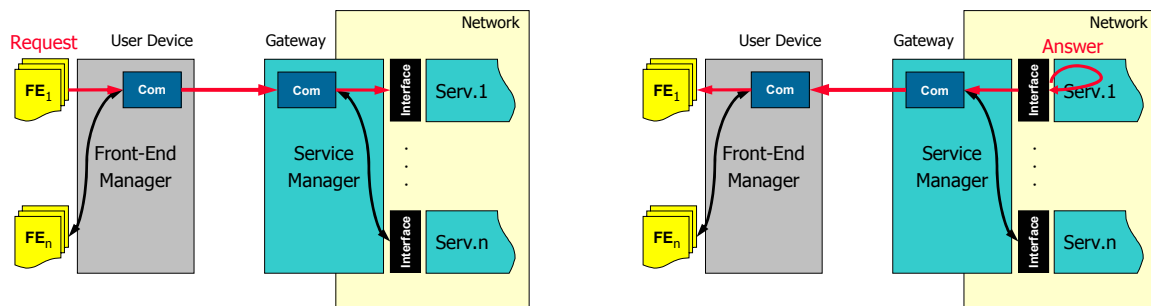 Network
Request
User Device
Gateway
FE1
Com
Com
Interface
Serv.1
Front-End
Manager
Service
Manager
.
.
.
FEn
Interface
Serv.n
Network
User Device
Gateway
Answer
FE1
Com
Com
Interface
Serv.1
Front-End
Manager
Service
Manager
.
.
.
FEn
Interface
Serv.n